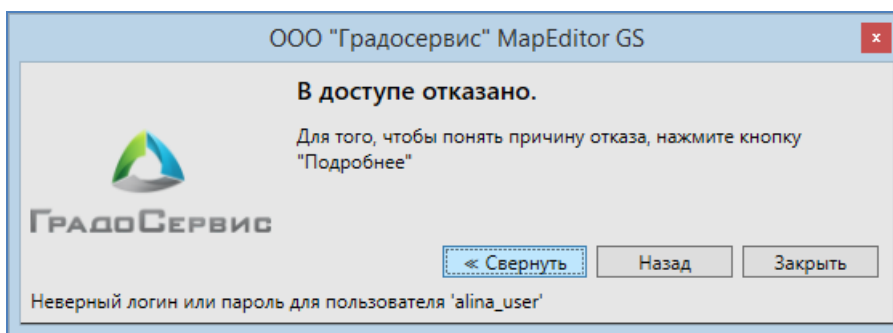 ООО "Градосервис" MapEditor GS
x
В доступе отказано.
Для того, чтобы понять причину отказа, нажмите кнопку
"Подробнее"
ГРАДОСЕРВИС
≪ Свернуть
Назад
Закрыть
Неверный логин или пароль для пользователя 'alina_user'